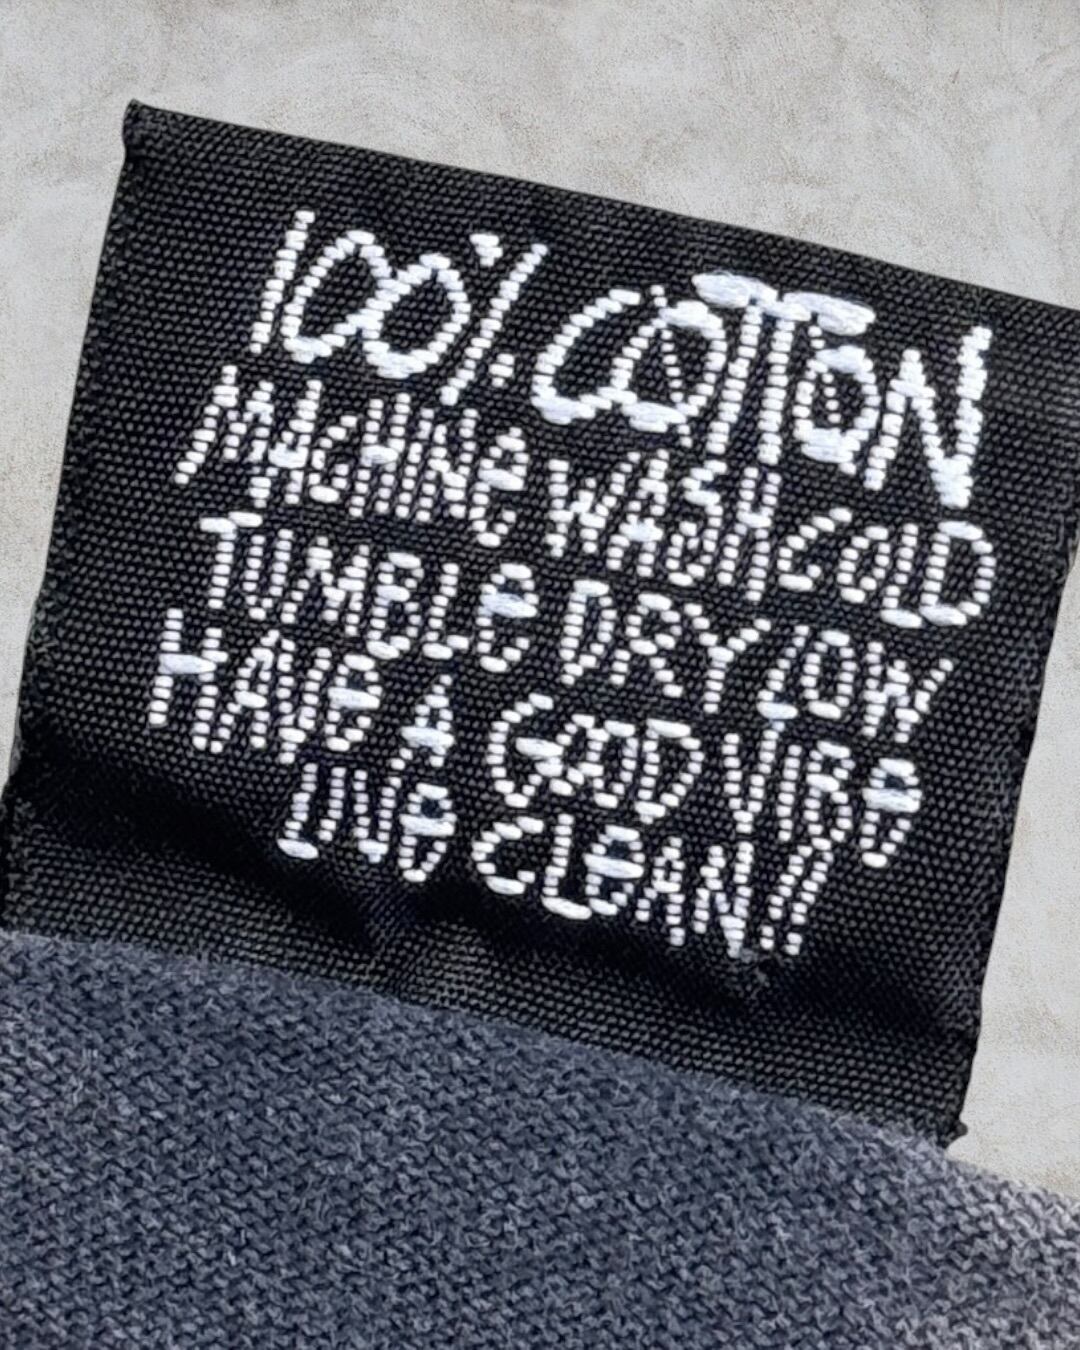 100% COTTON
MACHINE WASH COLD
TUMBLE DRY LOW
HAVE A GOOD VIBE
LIVE CLEAN!!